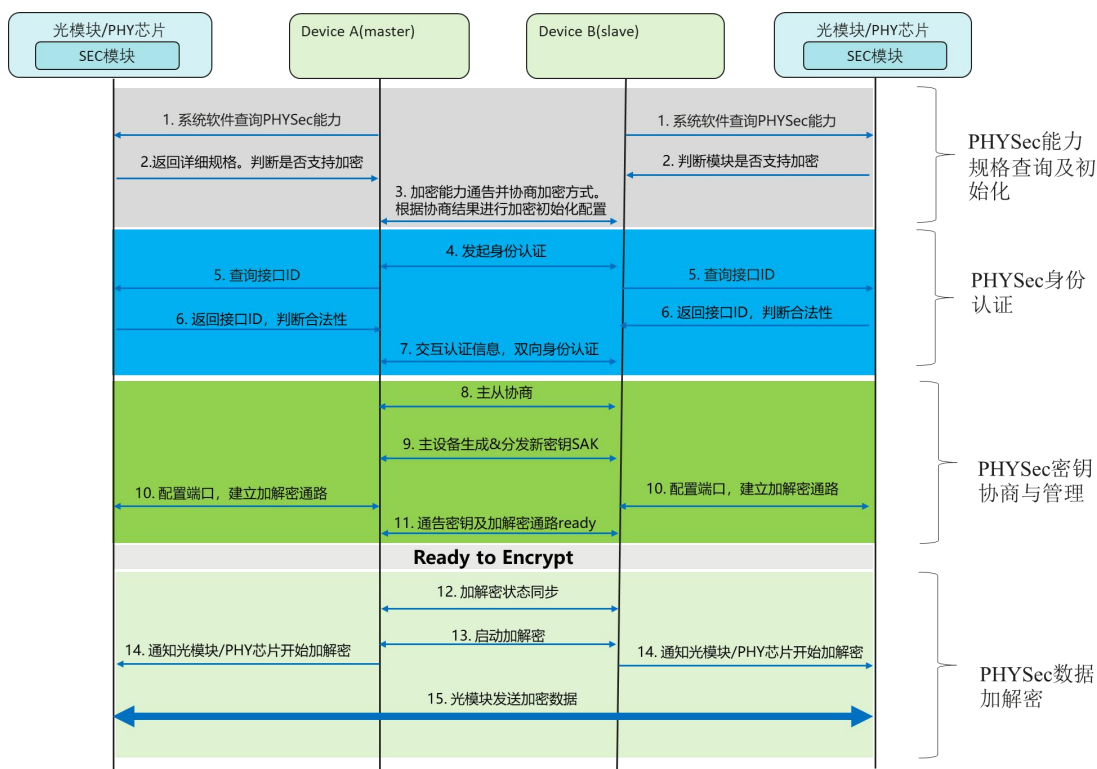 光模块/PHY芯片
SEC模块
Device A(master)
Device B(slave)
光模块/PHY芯片
SEC模块
1. 系统软件查询PHYSec能力
1. 系统软件查询PHYSec能力
2.返回详细规格。判断是否支持加密
2. 判断模块是否支持加密
3. 加密能力通告并协商加密方式。
根据协商结果进行加密初始化配置
PHYSec能力
规格查询及初
始化
4. 发起身份认证
5. 查询接口ID
5. 查询接口ID
6. 返回接口ID，判断合法性
6. 返回接口ID，判断合法性
7. 交互认证信息，双向身份认证
PHYSec身份
认证
8. 主从协商
9. 主设备生成&分发新密钥SAK
10. 配置端口，建立加解密通路
10. 配置端口，建立加解密通路
11. 通告密钥及加解密通路ready
PHYSec密钥
协商与管理
Ready to Encrypt
12. 加解密状态同步
13. 启动加解密
14. 通知光模块/PHY芯片开始加解密
14. 通知光模块/PHY芯片开始加解密
15. 光模块发送加密数据
PHYSec数据
加解密